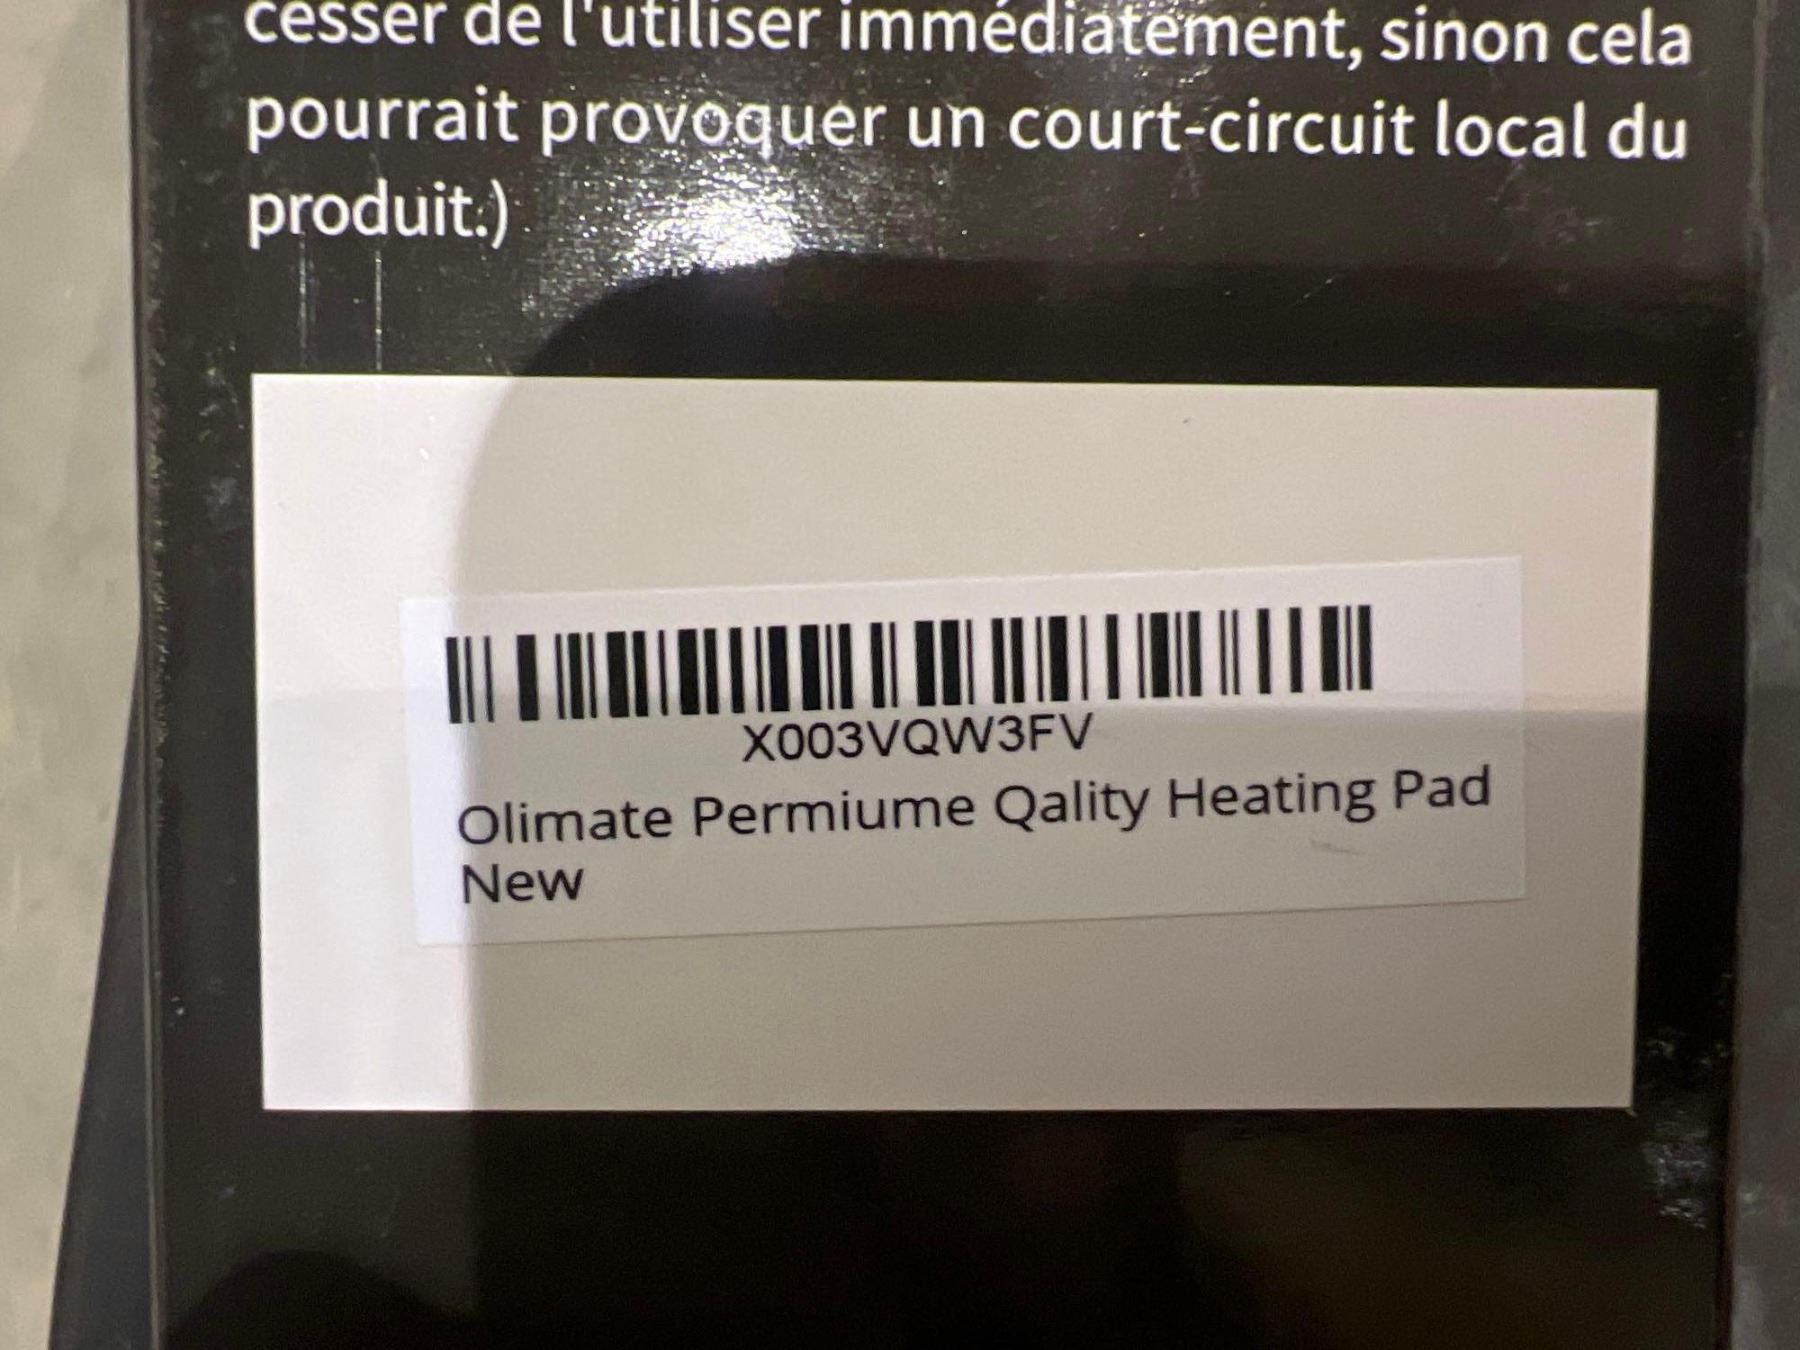 cesser de l'utiliser immédiatement, sinon cela
pourrait provoquer un court-circuit local du
produit.)
X003VQW3FV
Olimate Permiume Qality Heating Pad
New